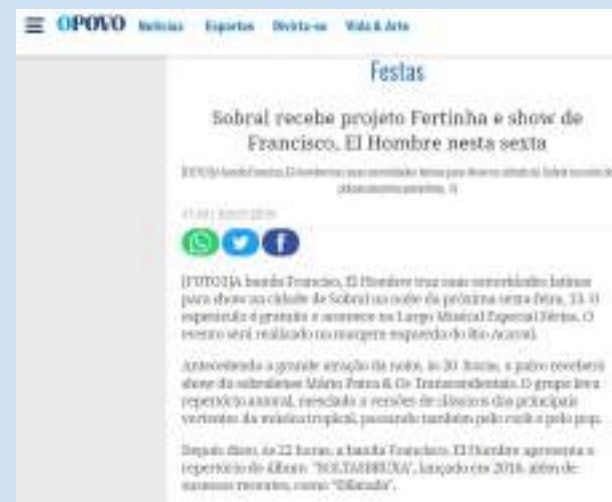 OPOVO Notícias Esportes Divirta-se Vida & Arte
Festas
Sobral recebe projeto Fertinha e show de
Francisco, El Hombre nesta sexta
[FOTO1]A banda Francisco, El Hombre traz suas sonoridades latinas
para show na cidade de Sobral na noite da próxima sexta-feira, 13. O
espetáculo é gratuito e acontece no Largo Musical Especial Férias. O
evento será realizado na margem esquerda do Rio Acaraú.
Antecedendo a grande atração da noite, às 20 horas, o palco receberá
show do sobralense Mário Patra & Os Transcendentais. O grupo leva
repertório autoral, mesclado a versões de clássicos das principais
vertentes da música tropical, passando também pelo rock e pelo pop.
Depois disso, às 22 horas, a banda Francisco, El Hombre apresenta o
repertório do álbum "SOLTASBRUXA", lançado em 2016, além de
sucessos recentes, como